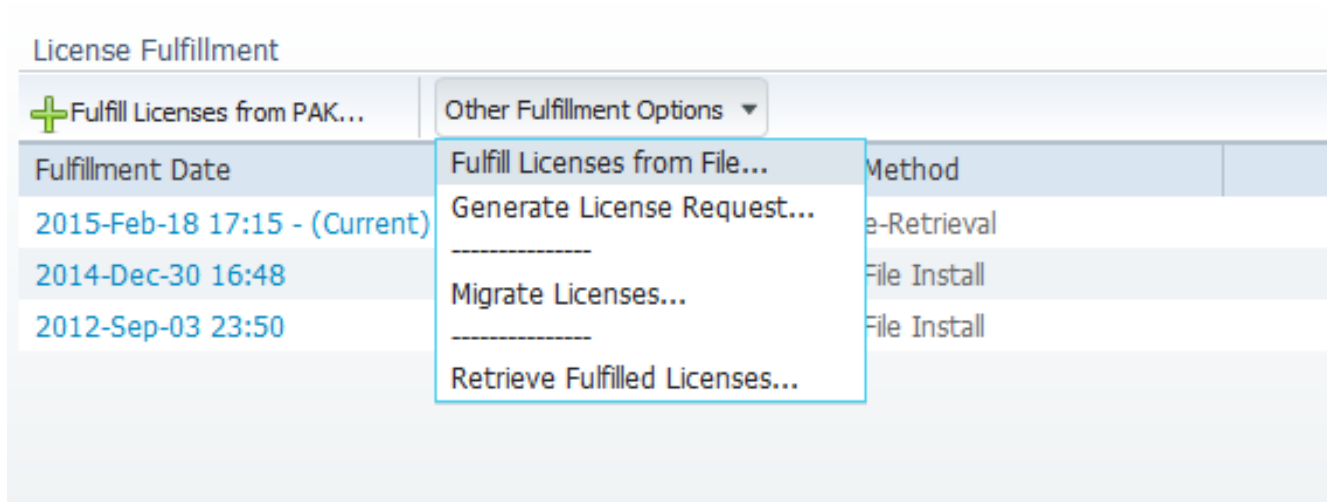 License Fulfillment
Fulfill Licenses from PAK... Other Fulfillment Options
Fulfillment Date Fulfill Licenses from File... Method
2015-Feb-18 17:15 - (Current) Generate License Request... e-Retrieval
---------------
2014-Dec-30 16:48 Migrate Licenses... File Install
2012-Sep-03 23:50 --------------- File Install
Retrieve Fulfilled Licenses...